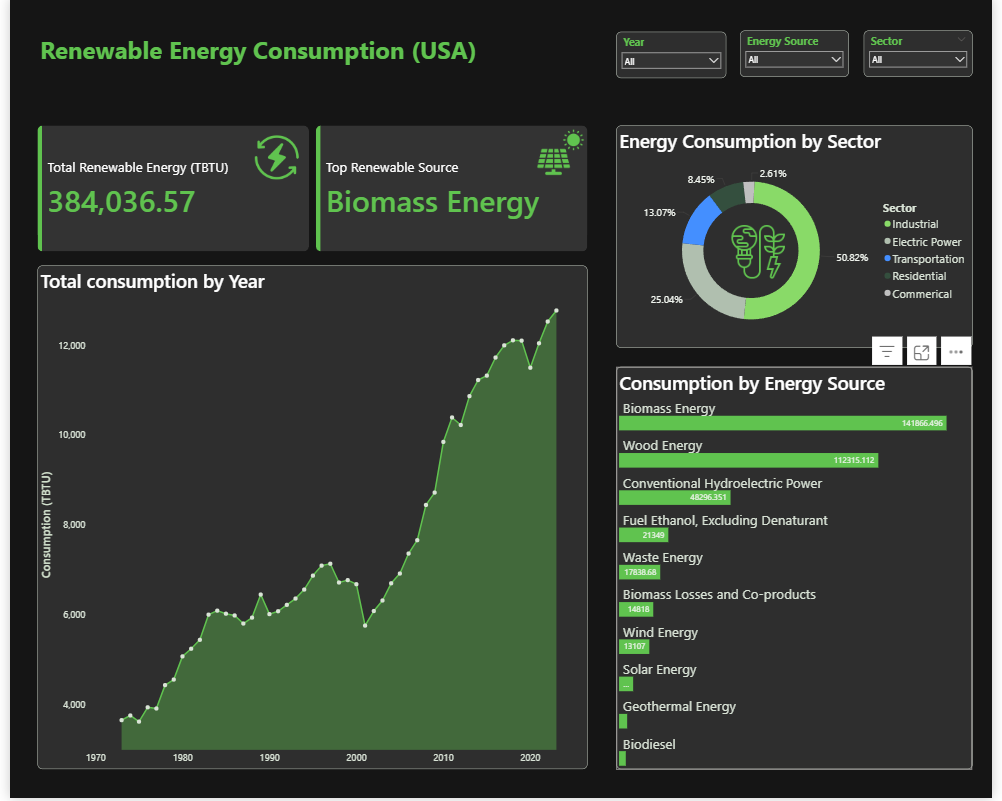 Renewable Energy Consumption (USA)
Year
All
Energy Source
All
Sector
All
Total Renewable Energy (TBTU)
384,036.57
Top Renewable Source
Biomass Energy
Total consumption by Year
Consumption (TBTU)
12,000
10,000
8,000
6,000
4,000
1970
1980
1990
2000
2010
2020
Energy Consumption by Sector
2.61%
8.45%
13.07%
25.04%
50.82%
Sector
Industrial
Electric Power
Transportation
Residential
Commerical
Consumption by Energy Source
Biomass Energy
141866.496
Wood Energy
112315.112
Conventional Hydroelectric Power
48296.351
Fuel Ethanol, Excluding Denaturant
21349
Waste Energy
17838.68
Biomass Losses and Co-products
14818
Wind Energy
13107
Solar Energy
...
Geothermal Energy
Biodiesel